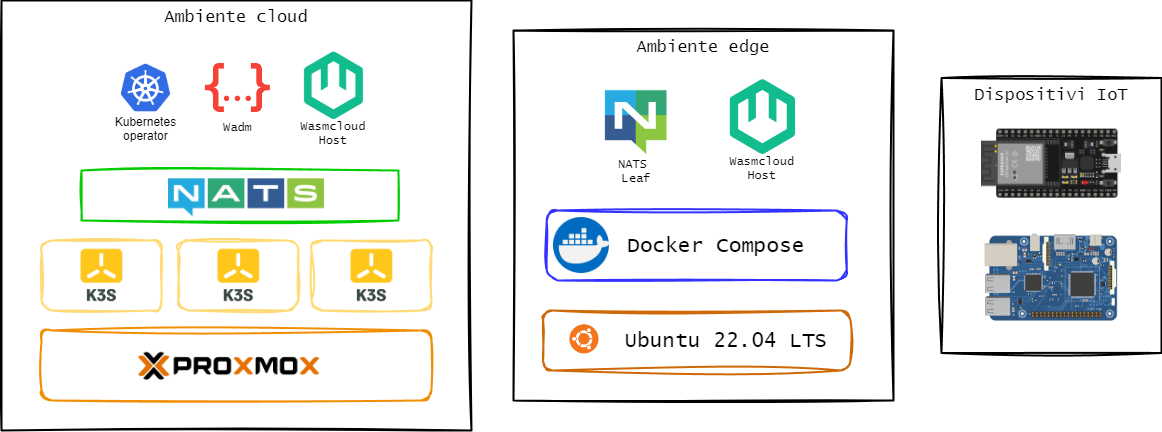 Ambiente cloud
Kubernetes
operator
{...}
Wadm
Wasmcloud
Host
NATS
K3S
K3S
K3S
PROXMOX
Ambiente edge
N
NATS
Leaf
Wasmcloud
Host
Docker Compose
Ubuntu 22.04 LTS
Dispositivi IoT